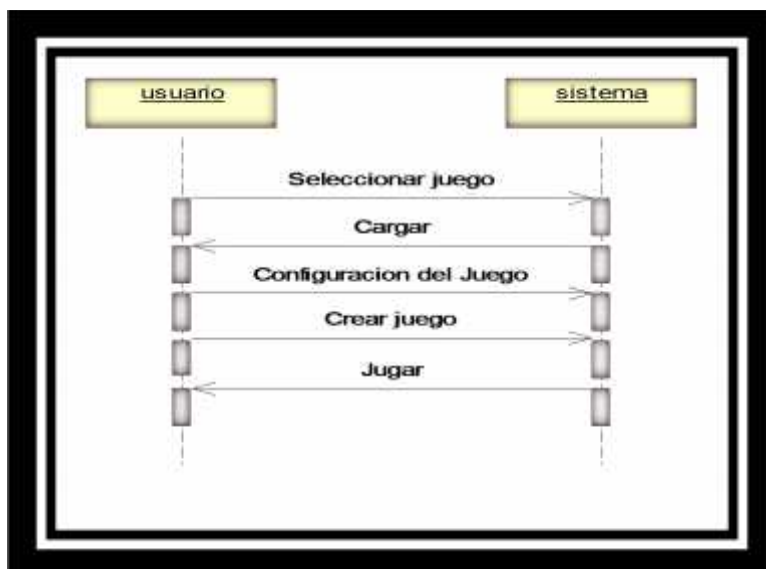 usuario
sistema
Seleccionar juego
Cargar
Configuracion del Juego
Crear juego
Jugar